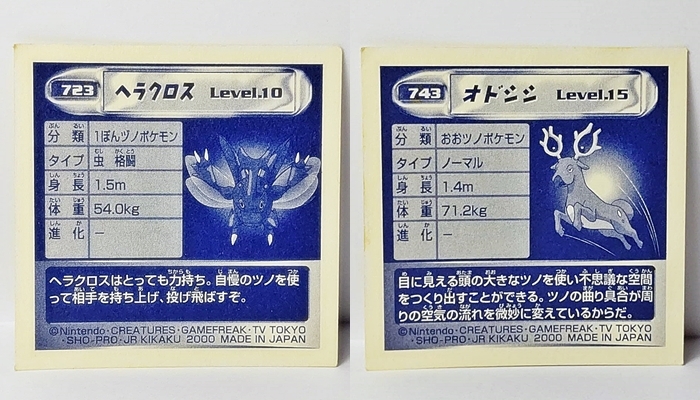 723 ヘラクロス Level.10
分類 1ぽんヅノポケモン
タイプ 虫 格闘
身長 1.5m
体重 54.0kg
進化 −
ヘラクロスはとっても力持ち。自慢のツノを使
って相手を持ち上げ、投げ飛ばすぞ。
©Nintendo・CREATURES・GAMEFREAK・TV TOKYO
・SHO-PRO・JR KIKAKU 2000 MADE IN JAPAN
743 オドシシ Level.15
分類 おおツノポケモン
タイプ ノーマル
身長 1.4m
体重 71.2kg
進化 −
目に見える頭の大きなツノを使い不思議な空間
をつくり出すことができる。ツノの曲り具合が周
りの空気の流れを微妙に変えているからだ。
©Nintendo・CREATURES・GAMEFREAK・TV TOKYO
・SHO-PRO・JR KIKAKU 2000 MADE IN JAPAN